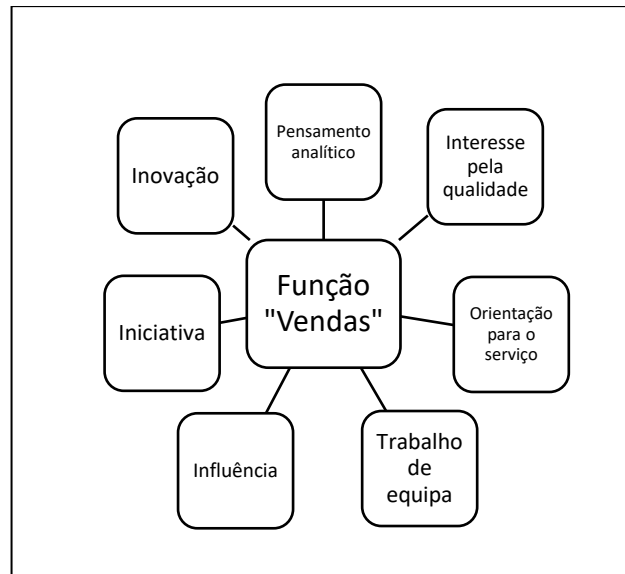 Pensamento
analítico
Interesse
pela
qualidade
Inovação
Função
"Vendas"
Orientação
para o
serviço
Iniciativa
Trabalho
de
equipa
Influência